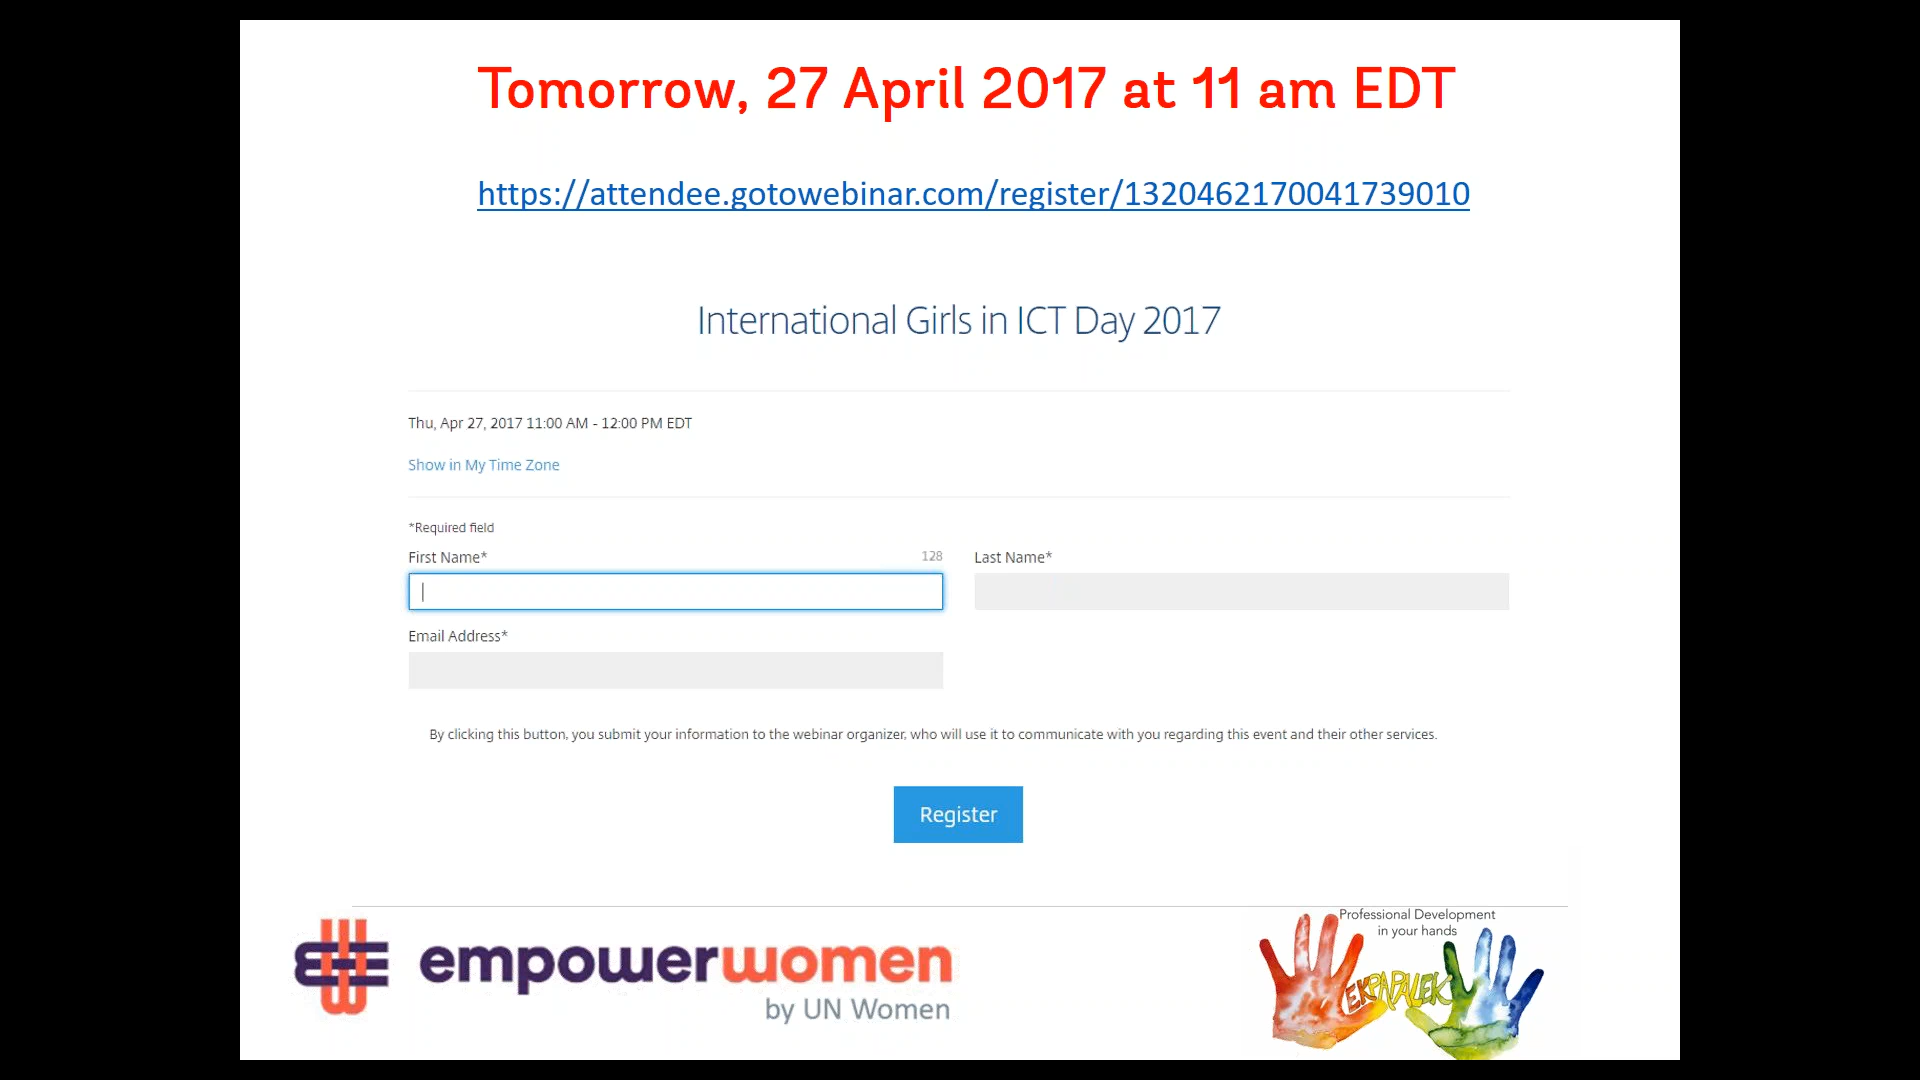 Tomorrow, 27 April 2017 at 11 am EDT
https://attendee.gotowebinar.com/register/1320462170041739010
International Girls in ICT Day 2017
Thu, Apr 27, 2017 11:00 AM - 12:00 PM EDT
Show in My Time Zone
*Required field
First Name* 128 Last Name*
Email Address*
By clicking this button, you submit your information to the webinar organizer, who will use it to communicate with you regarding this event and their other services.
Register
empowerwomen
by UN Women
Professional Development
in your hands
EKPAPALEK